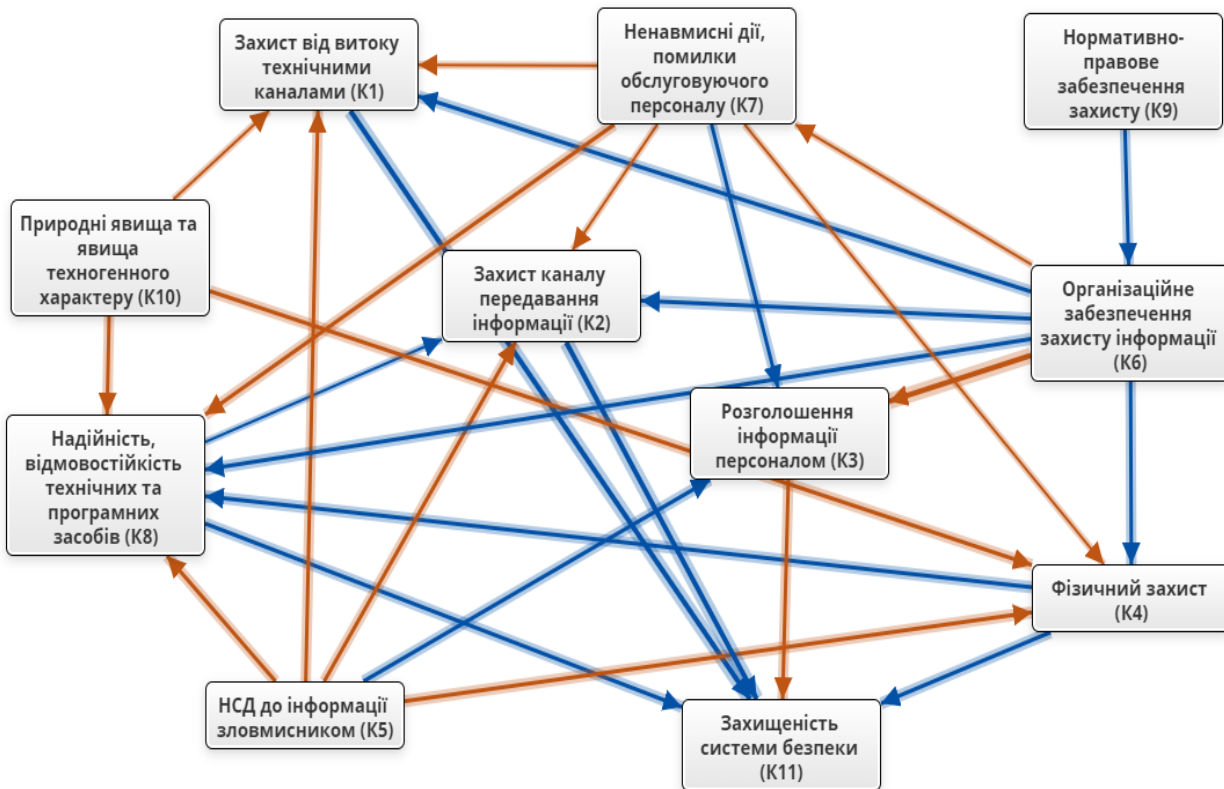 Захист від витоку
технічними
каналами (К1)
Ненавмисні дії,
помилки
обслуговуючого
персоналу (К7)
Нормативно-
правове
забезпечення
захисту (К9)
Природні явища та
явища
техногенного
характеру (К10)
Захист каналу
передавання
інформації (К2)
Організаційне
забезпечення
захисту інформації
(К6)
Розголошення
інформації
персоналом (К3)
Надійність,
відмовостійкість
технічних та
програмних
засобів (К8)
Фізичний захист
(К4)
НСД до інформації
зловмисником (К5)
Захищеність
системи безпеки
(К11)